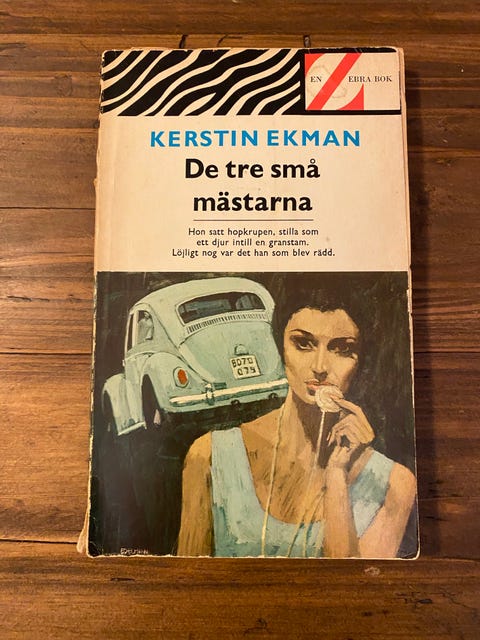 EN ZEBRA BOK
KERSTIN EKMAN
De tre små
mästarna
Hon satt hopkrupen, stilla som
ett djur intill en granstam.
Löjligt nog var det han som blev rädd.